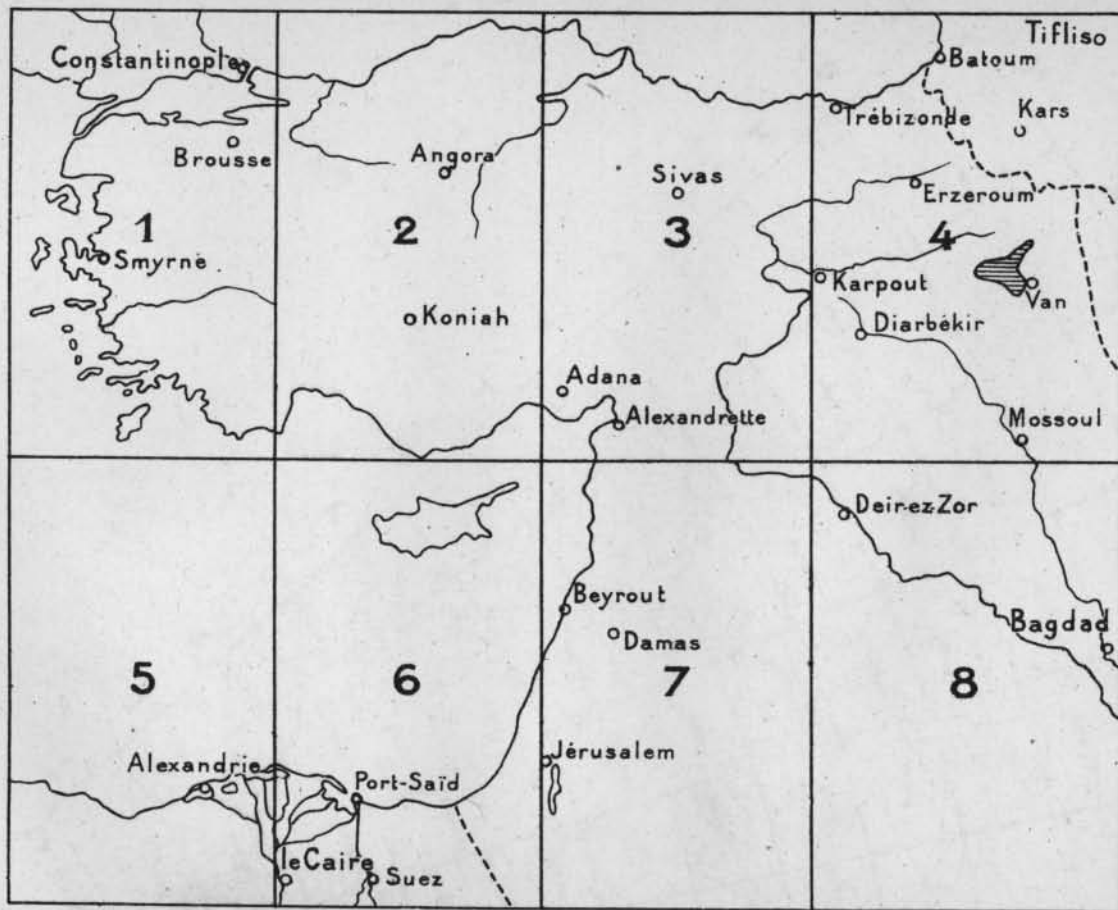 Constantinople
Tifliso
Batoum
Trébizonde
Kars
Brousse
Angora
Sivas
Erzeroum
1
2
3
4
Smyrne
Karpout
Van
Koniah
Diarbékir
Adana
Alexandrette
Mossoul
Deir-ez-Zor
Beyrout
Damas
Bagdad
5
6
7
8
Alexandrie
Port-Saïd
Jérusalem
le Caire
Suez